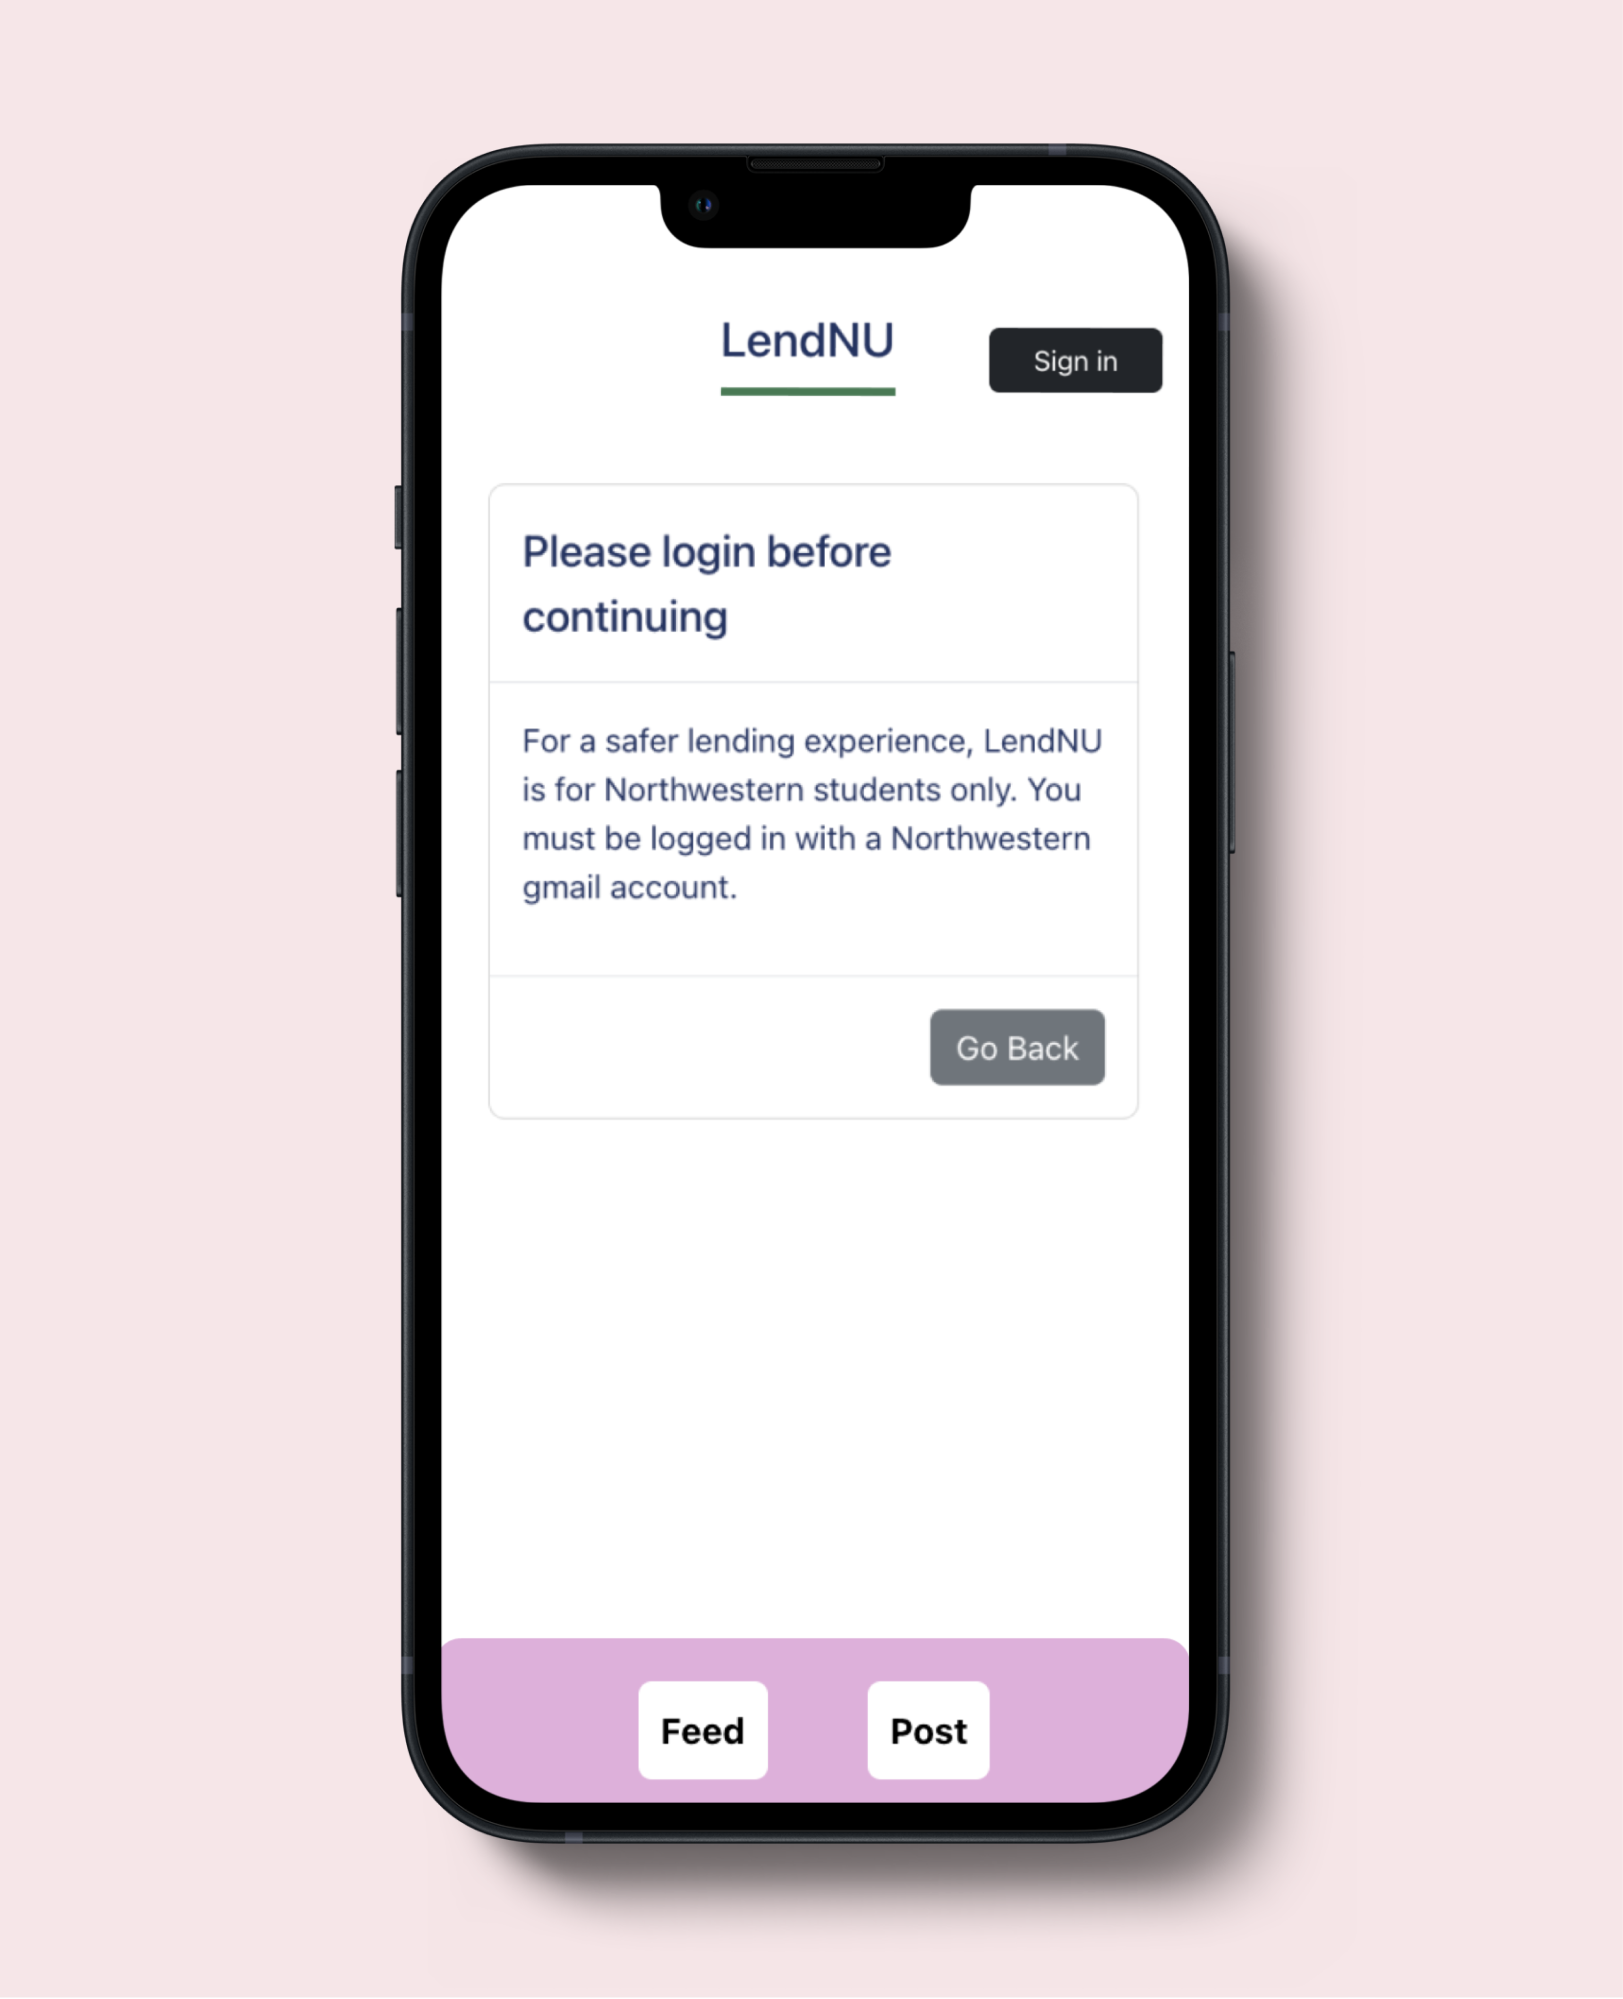 LendNU
Sign in
Please login before
continuing
For a safer lending experience, LendNU
is for Northwestern students only. You
must be logged in with a Northwestern
gmail account.
Go Back
Feed
Post